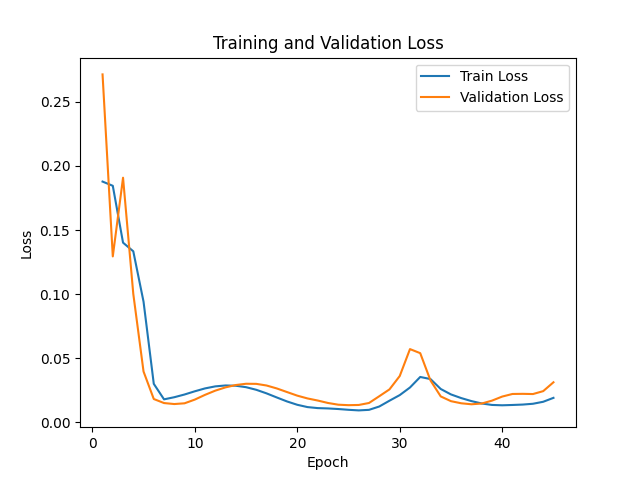 Training and Validation Loss
Train Loss
Validation Loss
0.25
0.20
0.15
0.10
0.05
0.00
Loss
0 10 20 30 40
Epoch